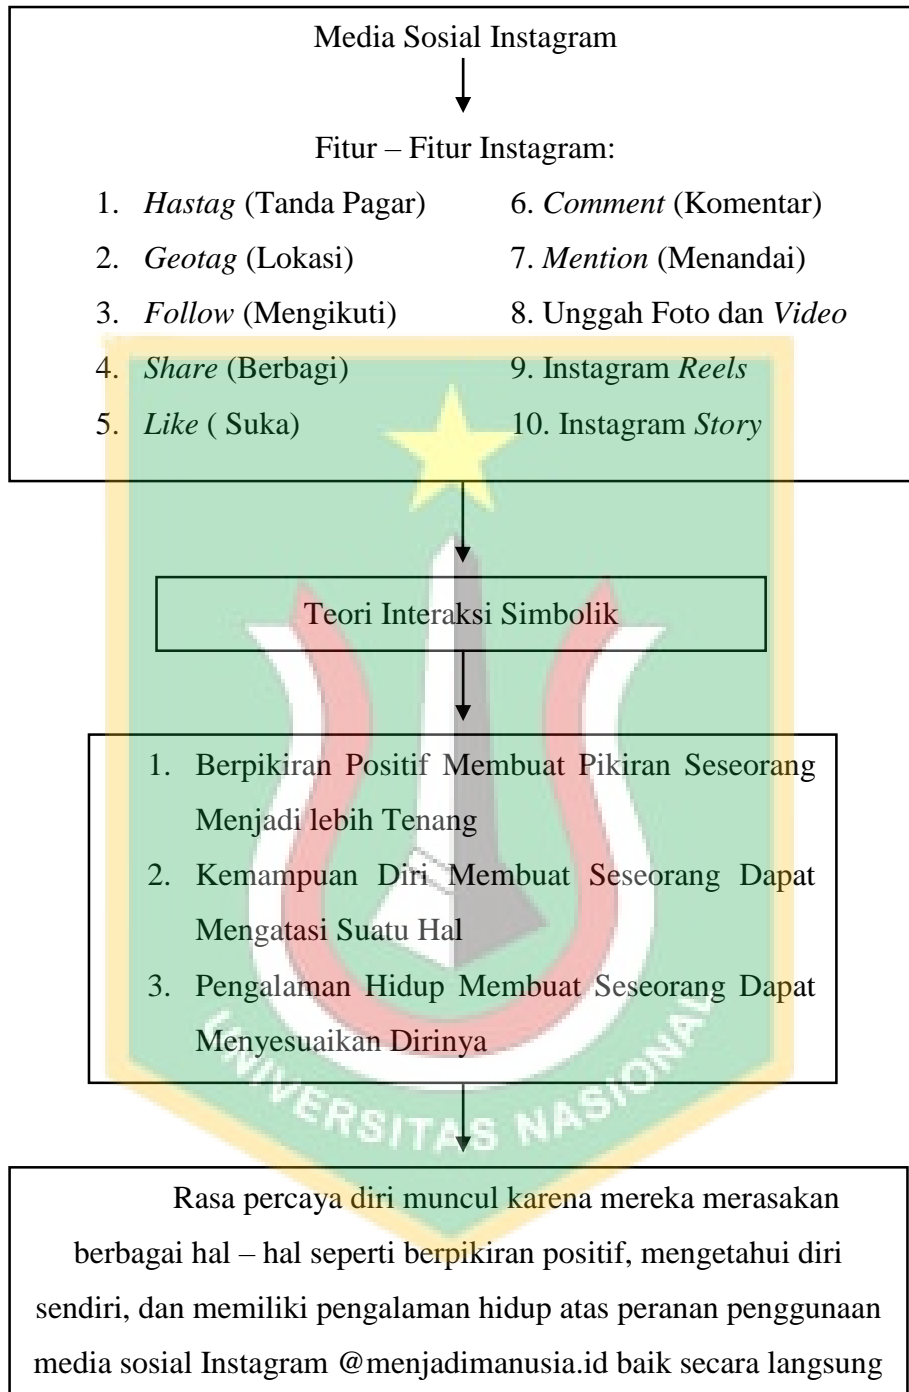 Media Sosial Instagram
Fitur – Fitur Instagram:
1. Hastag (Tanda Pagar)
2. Geotag (Lokasi)
3. Follow (Mengikuti)
4. Share (Berbagi)
5. Like ( Suka)
6. Comment (Komentar)
7. Mention (Menandai)
8. Unggah Foto dan Video
9. Instagram Reels
10. Instagram Story
Teori Interaksi Simbolik
1. Berpikiran Positif Membuat Pikiran Seseorang
Menjadi lebih Tenang
2. Kemampuan Diri Membuat Seseorang Dapat
Mengatasi Suatu Hal
3. Pengalaman Hidup Membuat Seseorang Dapat
Menyesuaikan Dirinya
UNIVERSITAS NASIONAL
Rasa percaya diri muncul karena mereka merasakan
berbagai hal – hal seperti berpikiran positif, mengetahui diri
sendiri, dan memiliki pengalaman hidup atas peranan penggunaan
media sosial Instagram @menjadimanusia.id baik secara langsung